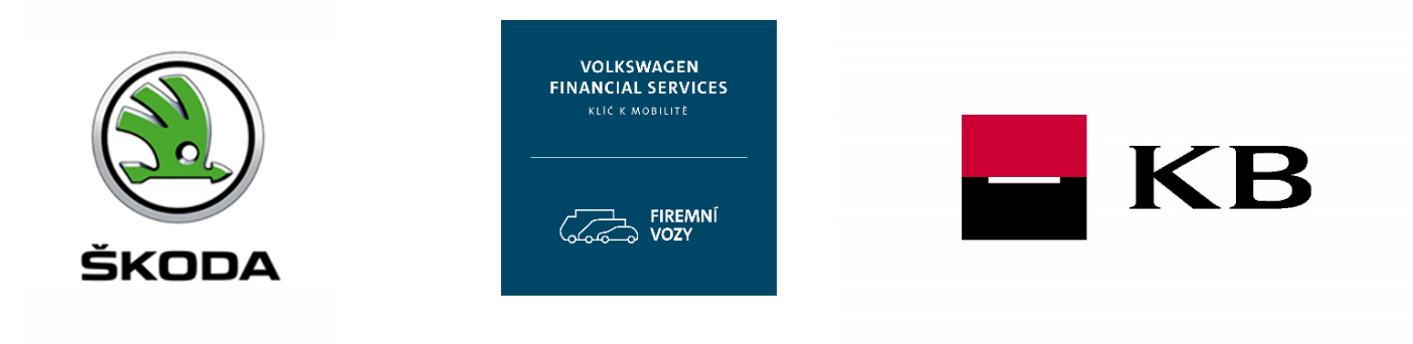 ŠKODA
VOLKSWAGEN
FINANCIAL SERVICES
KLÍČ K MOBILITĚ
FIREMNÍ
VOZY
KB